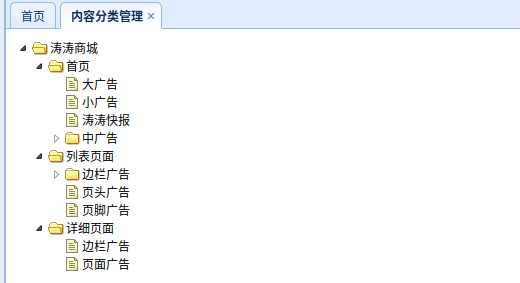 首页 内容分类管理
涛涛商城
首页
大广告
小广告
涛涛快报
中广告
列表页面
边栏广告
页头广告
页脚广告
详细页面
边栏广告
页面广告